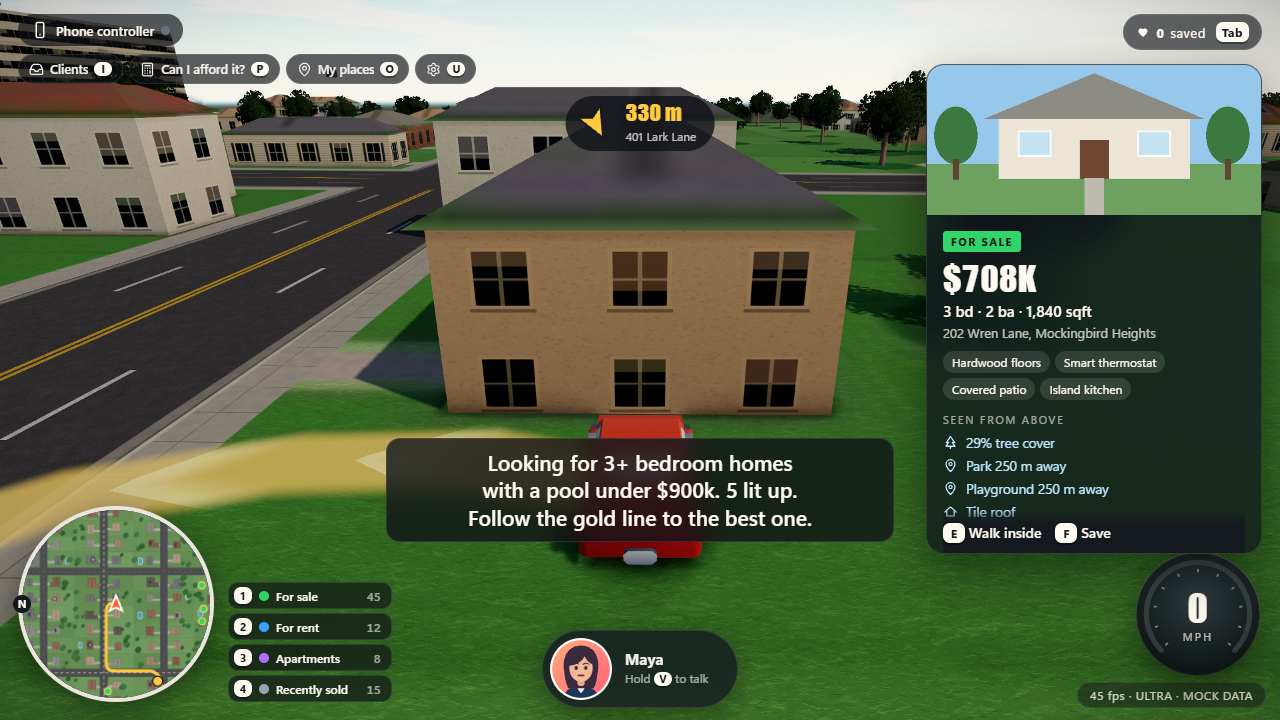 Phone controller
0 saved Tab
Clients I
Can I afford it? P
My places O
U
330 m
401 Lark Lane
FOR SALE
$708K
3 bd · 2 ba · 1,840 sqft
202 Wren Lane, Mockingbird Heights
Hardwood floors
Smart thermostat
Covered patio
Island kitchen
SEEN FROM ABOVE
29% tree cover
Park 250 m away
Playground 250 m away
Tile roof
E Walk inside F Save
Looking for 3+ bedroom homes
with a pool under $900k. 5 lit up.
Follow the gold line to the best one.
N
1 For sale 45
2 For rent 12
3 Apartments 8
4 Recently sold 15
Maya
Hold V to talk
0
MPH
45 fps · ULTRA · MOCK DATA